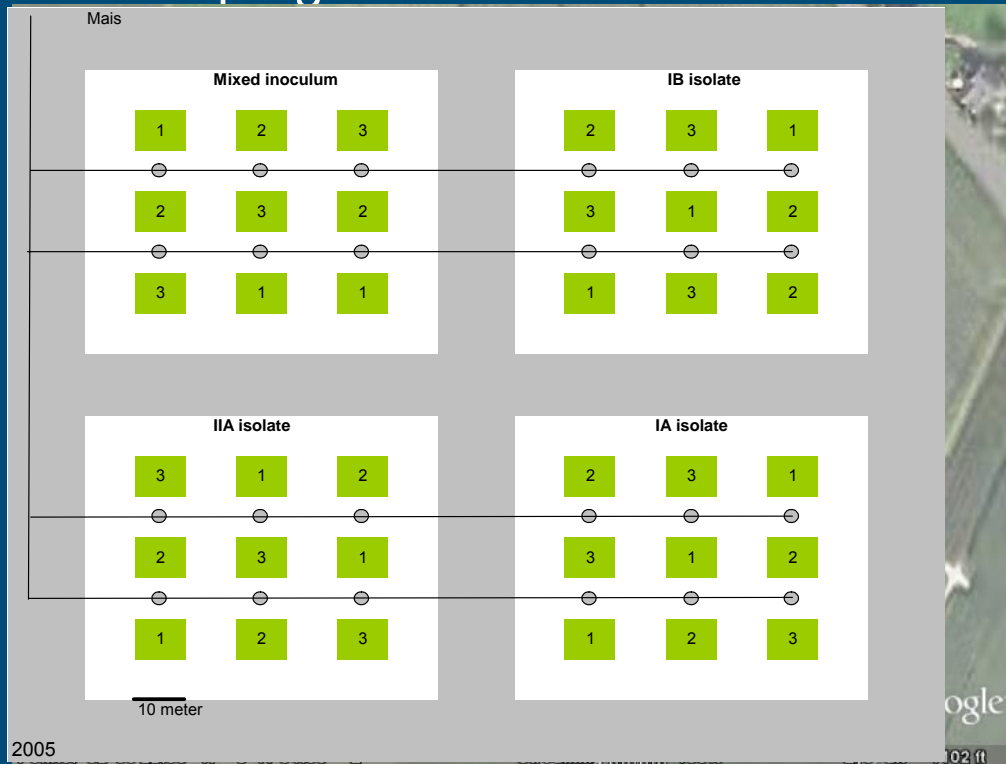 Mais
Mixed inoculum
1 2 3
2 3 2
3 1 1
IB isolate
2 3 1
3 1 2
1 3 2
IIA isolate
3 1 2
2 3 1
1 2 3
IA isolate
2 3 1
3 1 2
1 2 3
10 meter
2005
ogle